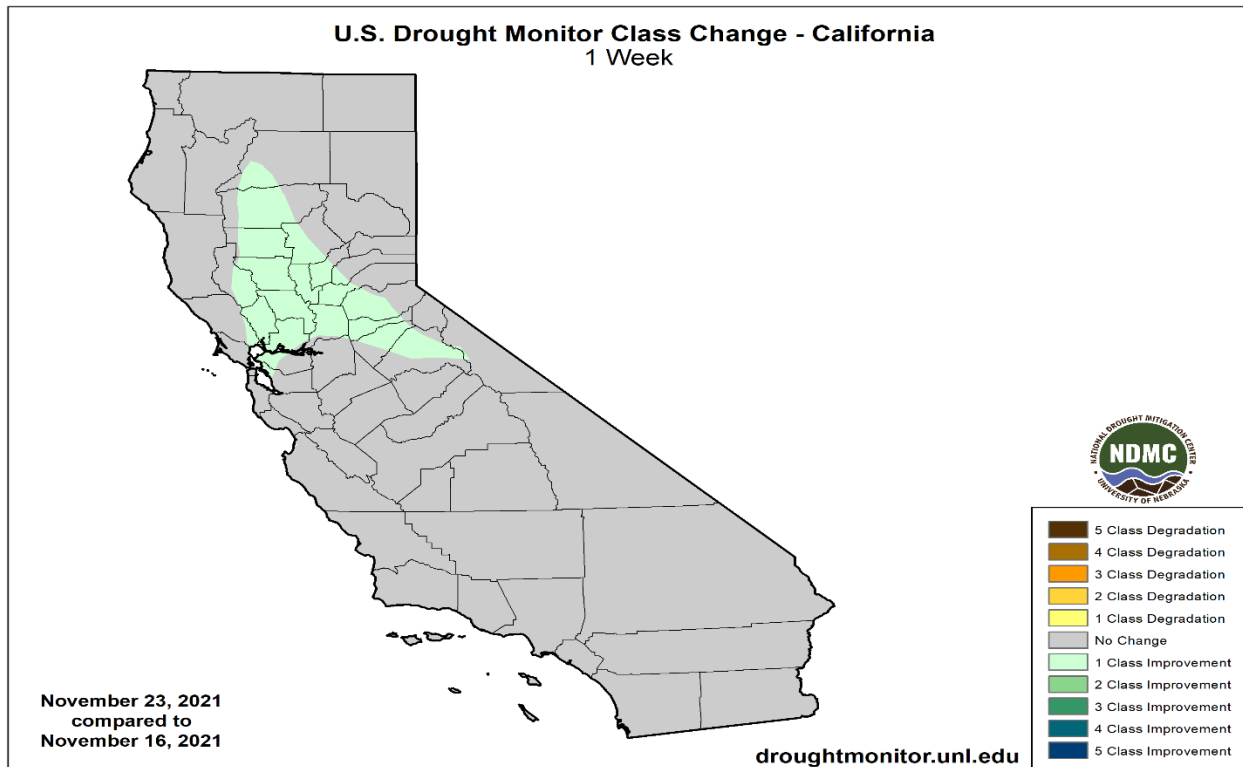 U.S. Drought Monitor Class Change - California
1 Week
NATIONAL DROUGHT MITIGATION CENTER
NDMC
UNIVERSITY OF NEBRASKA
5 Class Degradation
4 Class Degradation
3 Class Degradation
2 Class Degradation
1 Class Degradation
No Change
1 Class Improvement
2 Class Improvement
3 Class Improvement
4 Class Improvement
5 Class Improvement
November 23, 2021
compared to
November 16, 2021
droughtmonitor.unl.edu